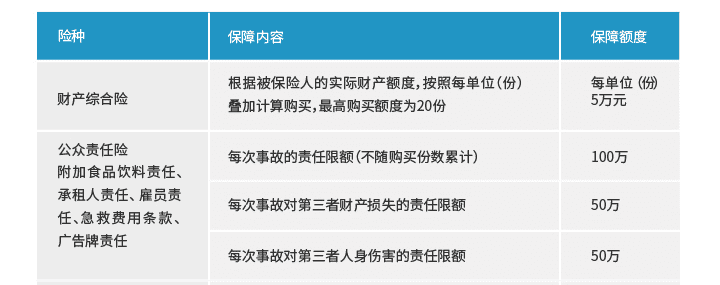 险种
保障内容
保障额度
财产综合险
根据被保险人的实际财产额度，按照每单位（份）
叠加计算购买，最高购买额度为20份
每单位（份）
5万元
公众责任险
附加食品饮料责任、
承租人责任、雇员责
任、急救费用条款、
广告牌责任
每次事故的责任限额（不随购买份数累计）
100万
每次事故对第三者财产损失的责任限额
50万
每次事故对第三者人身伤害的责任限额
50万